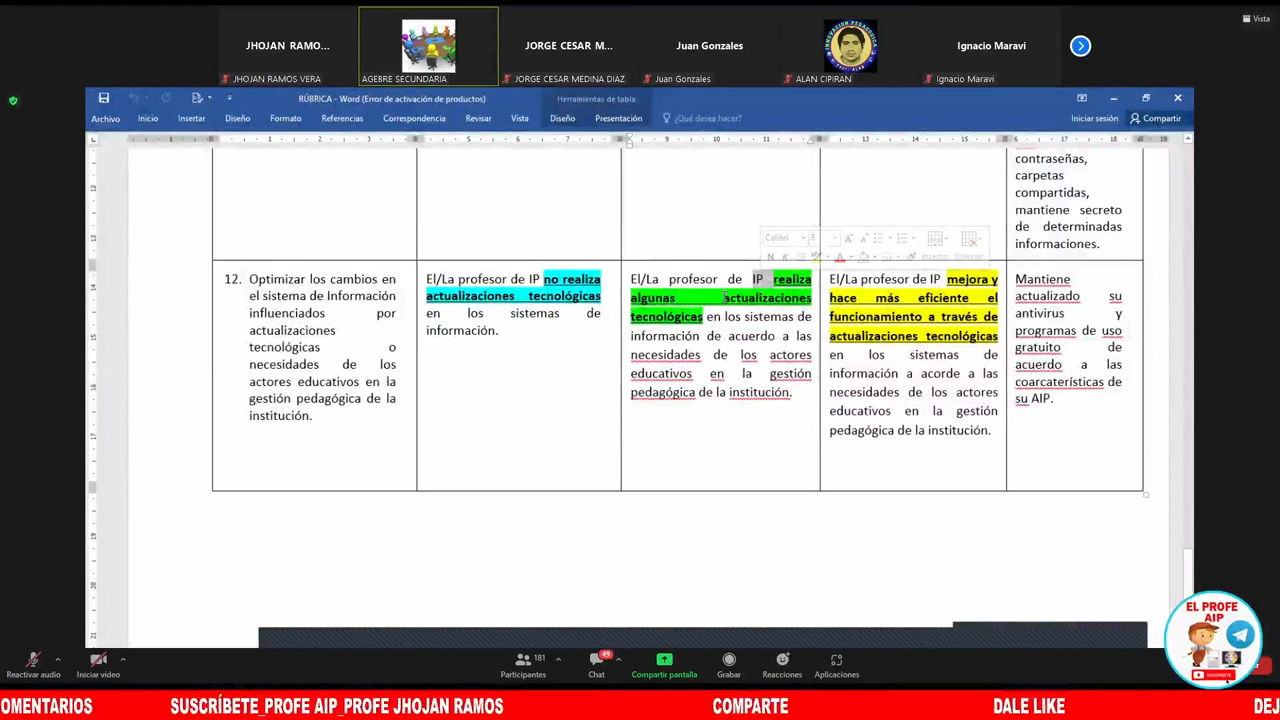 JHOJAN RAMO...
JORGE CESAR M...
Juan Gonzales
Ignacio Maravi
Vista
JHOJAN RAMOS VERA
AGEBRE SECUNDARIA
JORGE CESAR MEDINA DIAZ
Juan Gonzales
ALAN CIPIRAN
Ignacio Maravi
RÚBRICA - Word (Error de activación de productos)
Herramientas de tabla
Archivo
Inicio
Insertar
Diseño
Formato
Referencias
Correspondencia
Revisar
Vista
Diseño
Presentación
¿Qué desea hacer?
Iniciar sesión
Compartir
contraseñas,
carpetas
compartidas,
mantiene secreto
de determinadas
informaciones.
Calibri
8
N K
Insertar
Eliminar
12. Optimizar los cambios en
el sistema de Información
influenciados por
actualizaciones
tecnológicas o
necesidades de los
actores educativos en la
gestión pedagógica de la
institución.
El/La profesor de IP no realiza
actualizaciones tecnológicas
en los sistemas de
información.
El/La profesor de IP realiza
algunas actualizaciones
tecnológicas en los sistemas de
información de acuerdo a las
necesidades de los actores
educativos en la gestión
pedagógica de la institución.
El/La profesor de IP mejora y
hace más eficiente el
funcionamiento a través de
actualizaciones tecnológicas
en los sistemas de
información a acorde a las
necesidades de los actores
educativos en la gestión
pedagógica de la institución.
Mantiene
actualizado su
antivirus y
programas de uso
gratuito de
acuerdo a las
coarcaterísticas de
su AIP.
EL PROFE
AIP
Reactivar audio
Iniciar video
181
Participantes
49
Chat
Compartir pantalla
Grabar
Reacciones
Aplicaciones
OMENTARIOS SUSCRÍBETE_PROFE AIP_PROFE JHOJAN RAMOS COMPARTE DALE LIKE DEJ